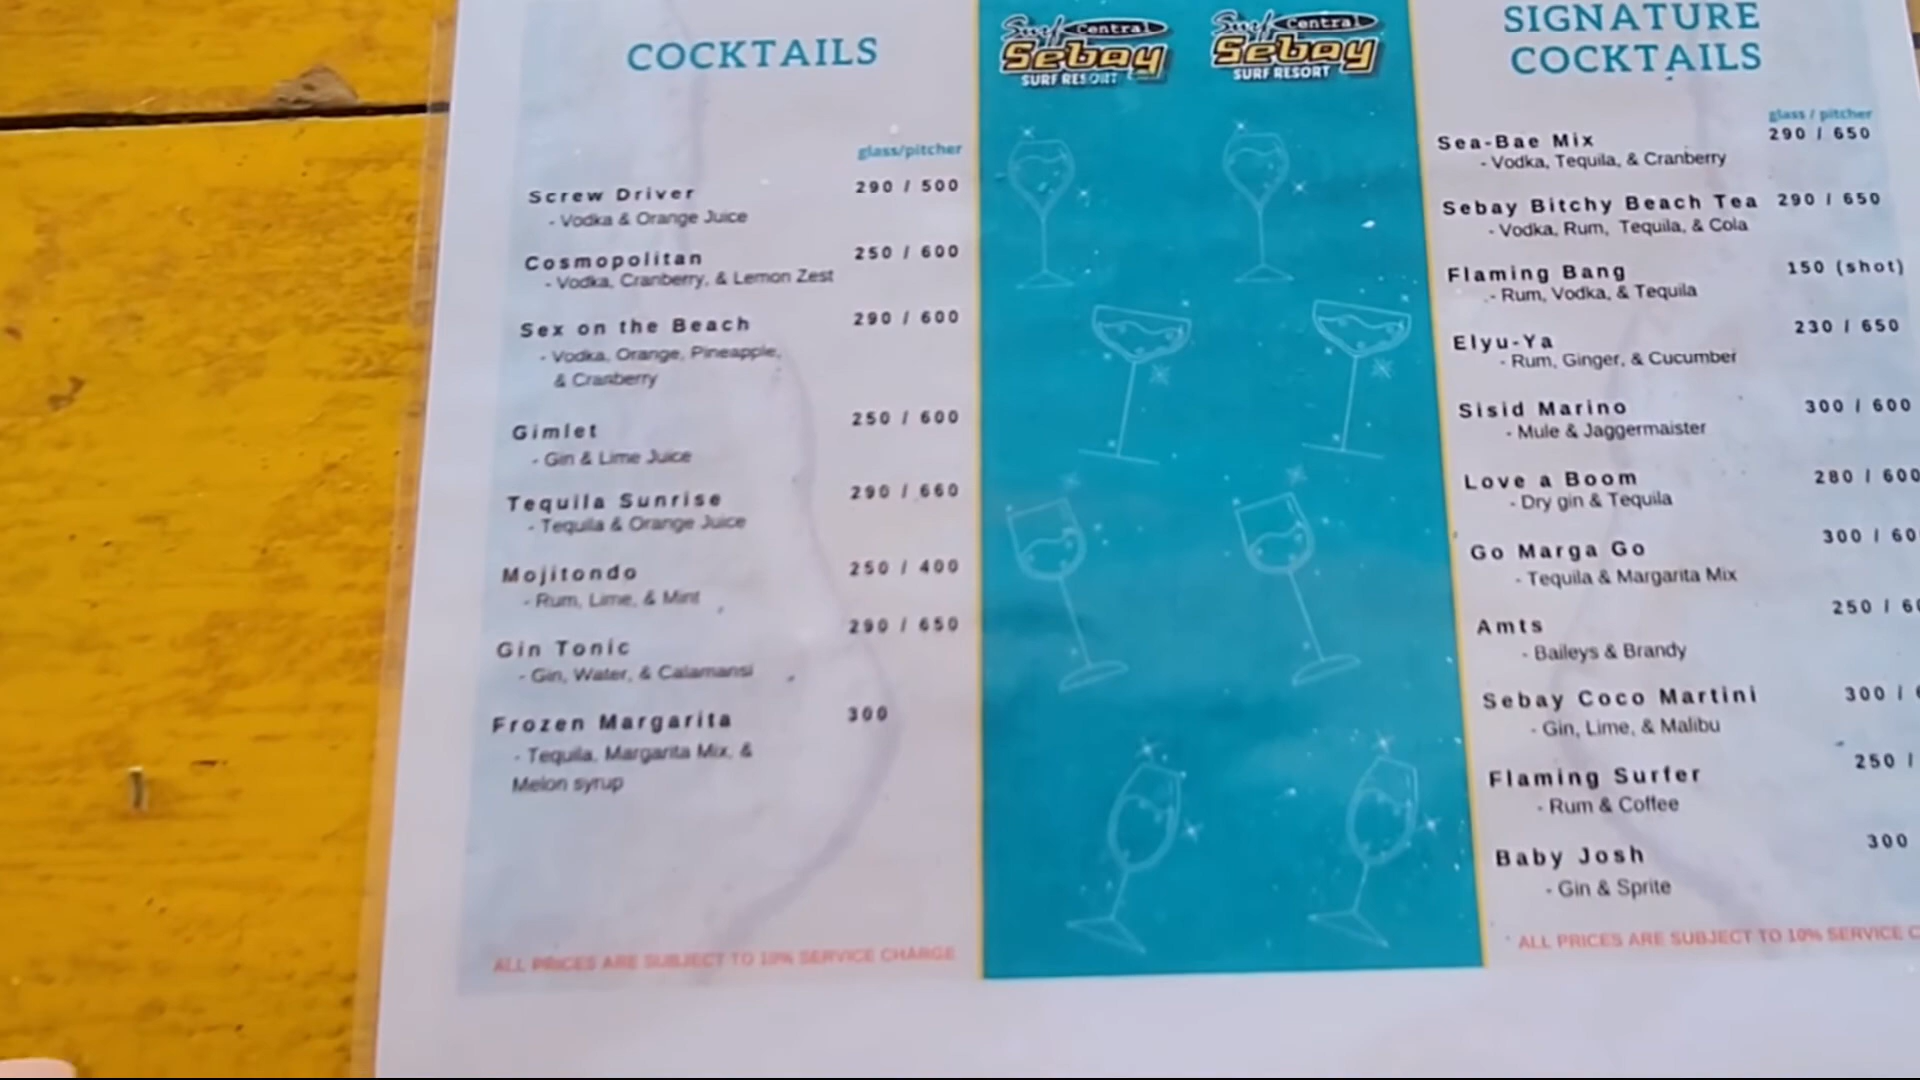 COCKTAILS
glass/pitcher
Screw Driver 290 / 500
- Vodka & Orange Juice
Cosmopolitan 250 / 600
- Vodka, Cranberry, & Lemon Zest
Sex on the Beach 290 / 600
- Vodka, Orange, Pineapple,
& Cranberry
Gimlet 250 / 600
- Gin & Lime Juice
Tequila Sunrise 290 / 660
- Tequila & Orange Juice
Mojitondo 250 / 400
- Rum, Lime, & Mint
Gin Tonic 290 / 650
- Gin, Water, & Calamansi
Frozen Margarita 300
- Tequila, Margarita Mix, &
Melon syrup
ALL PRICES ARE SUBJECT TO 10% SERVICE CHARGE
Surf Central
Sebay
SURF RESORT
Surf Central
Sebay
SURF RESORT
SIGNATURE
COCKTAILS
glass / pitcher
Sea-Bae Mix 290 / 650
- Vodka, Tequila, & Cranberry
Sebay Bitchy Beach Tea 290 / 650
- Vodka, Rum, Tequila, & Cola
Flaming Bang 150 (shot)
- Rum, Vodka, & Tequila
Elyu-Ya 230 / 650
- Rum, Ginger, & Cucumber
Sisid Marino 300 / 600
- Mule & Jaggermaister
Love a Boom 280 / 600
- Dry gin & Tequila
Go Marga Go 300 / 60
- Tequila & Margarita Mix
Amts 250 / 60
- Baileys & Brandy
Sebay Coco Martini 300 / 6
- Gin, Lime, & Malibu
Flaming Surfer 250 /
- Rum & Coffee
Baby Josh 300
- Gin & Sprite
ALL PRICES ARE SUBJECT TO 10% SERVICE C